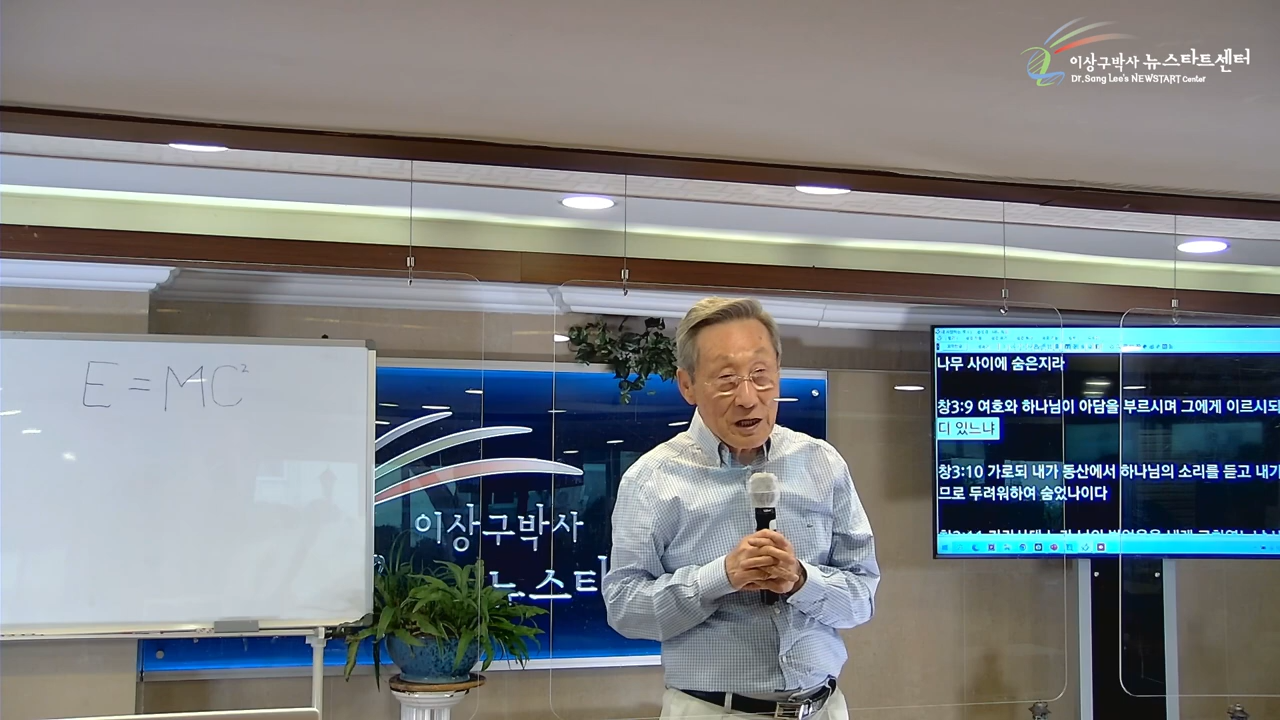 이상구박사 뉴스타트센터
Dr. Sang Lee's NEWSTART Center
E = MC²
이상구박사
뉴스타
나무 사이에 숨은지라
창3:9 여호와 하나님이 아담을 부르시며 그에게 이르시되
디 있느냐
창3:10 가로되 내가 동산에서 하나님의 소리를 듣고 내가
므로 두려워하여 숨었나이다